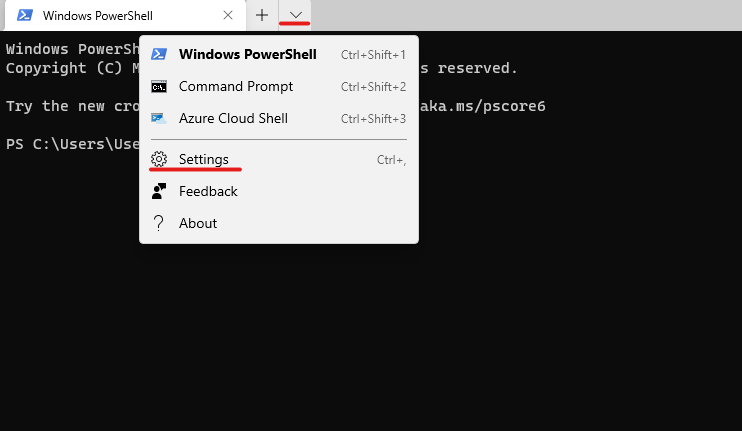 Windows PowerShell
Windows PowerSh
Copyright (C) M
s reserved.
Try the new cro
aka.ms/pscore6
PS C:\Users\Use
Windows PowerShell Ctrl+Shift+1
Command Prompt Ctrl+Shift+2
Azure Cloud Shell Ctrl+Shift+3
Settings Ctrl+,
Feedback
About